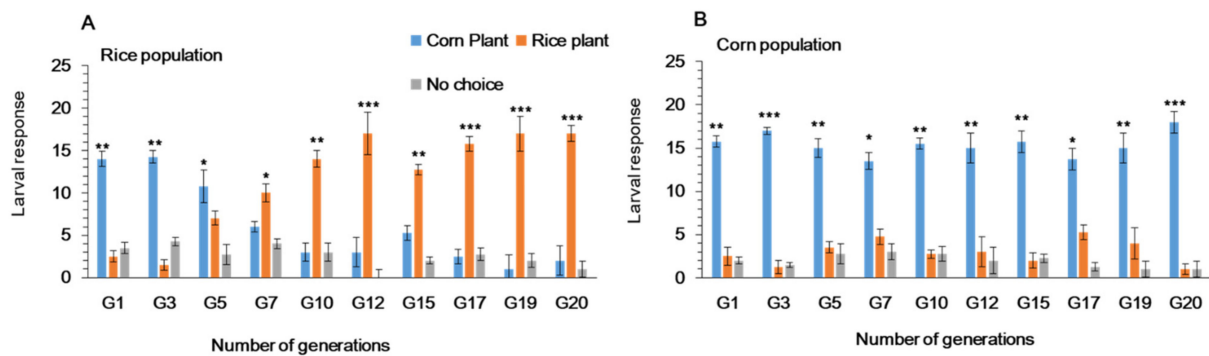 A
Rice population
Corn Plant Rice plant
No choice
Larval response
25
20
15
10
5
0
** ** * * ** *** ** *** *** ***
G1 G3 G5 G7 G10 G12 G15 G17 G19 G20
Number of generations
B
Corn population
Larval response
25
20
15
10
5
0
** *** ** * ** ** ** * ** ***
G1 G3 G5 G7 G10 G12 G15 G17 G19 G20
Number of generations